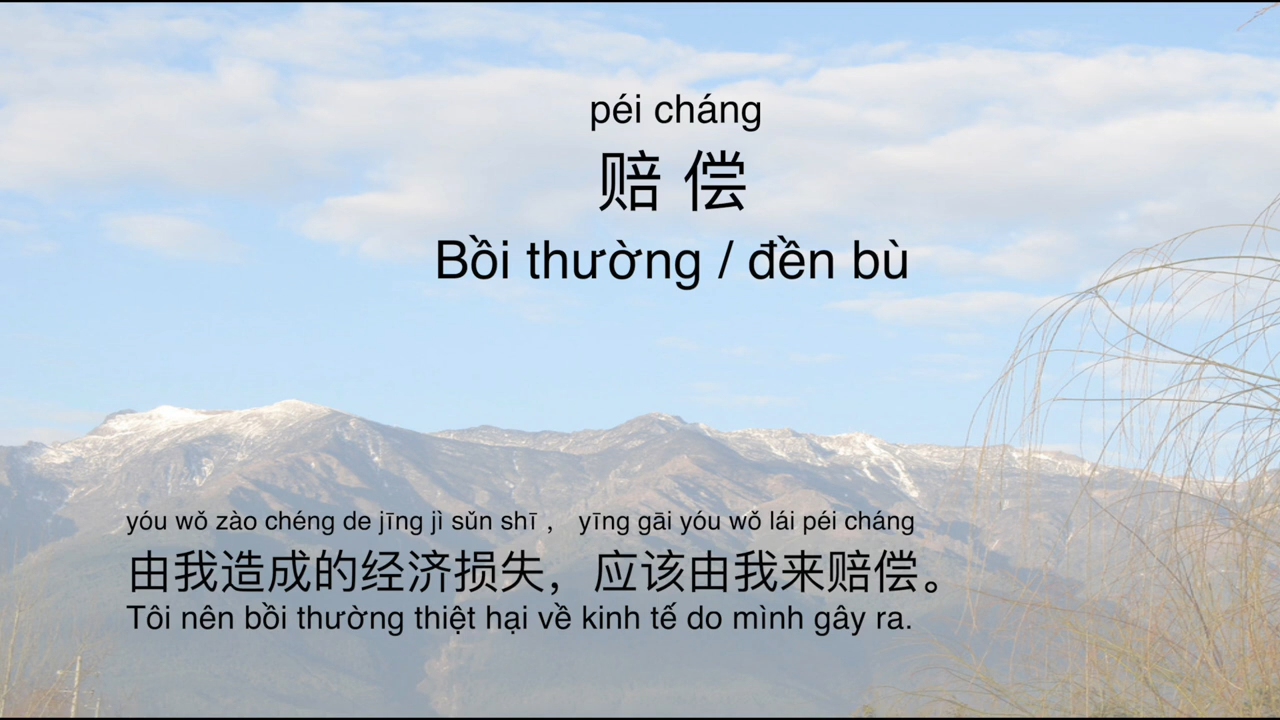 péi cháng
赔偿
Bồi thường / đền bù
yóu wǒ zào chéng de jīng jì sǔn shī ， yīng gāi yóu wǒ lái péi cháng
由我造成的经济损失，应该由我来赔偿。
Tôi nên bồi thường thiệt hại về kinh tế do mình gây ra.